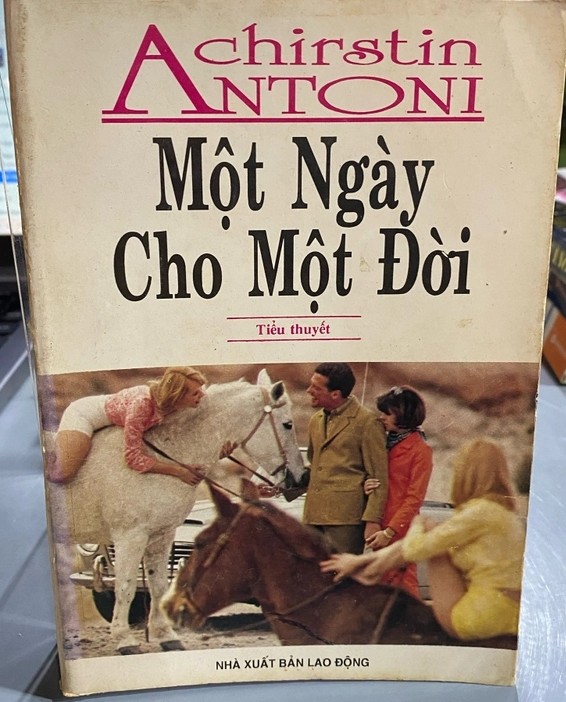 Achirstin
ANTONI
Một Ngày
Cho Một Đời
Tiểu thuyết
NHÀ XUẤT BẢN LAO ĐỘNG